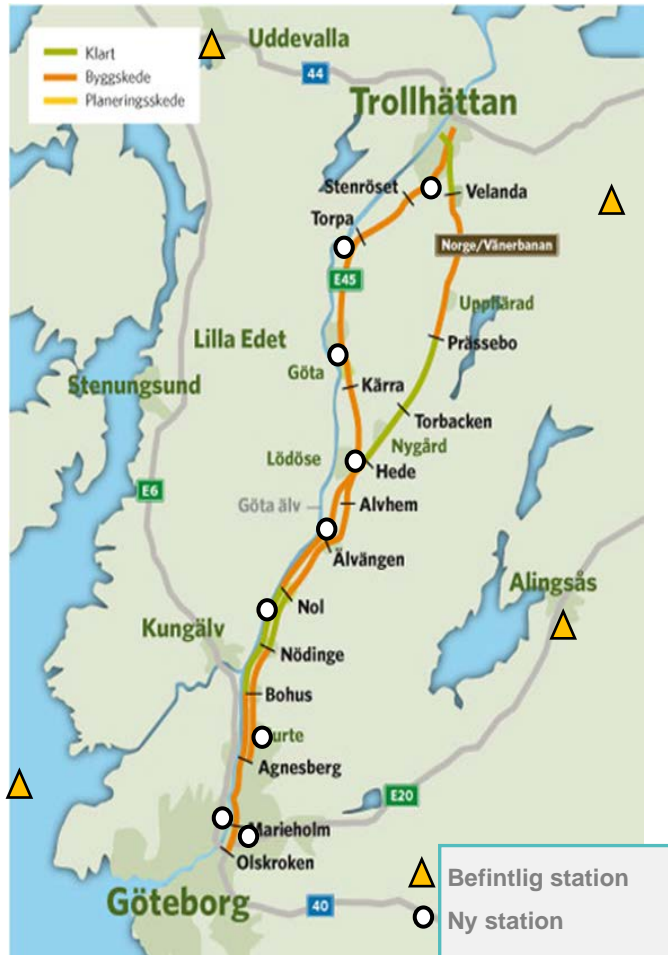 Klart
Byggskede
Planeringsskede
Uddevalla
44
Trollhättan
Stenröset
Velanda
Torpa
Norge/Vänerbanan
E45
Upphärad
Lilla Edet
Prässebo
Göta
Stenungsund
Kärra
Torbacken
Nygård
Lödöse
Hede
E6
Göta älv
Alvhem
Älvängen
Alingsås
Nol
Kungälv
Nödinge
Bohus
urte
Agnesberg
E20
Marieholm
Olskroken
Göteborg
40
Befintlig station
Ny station